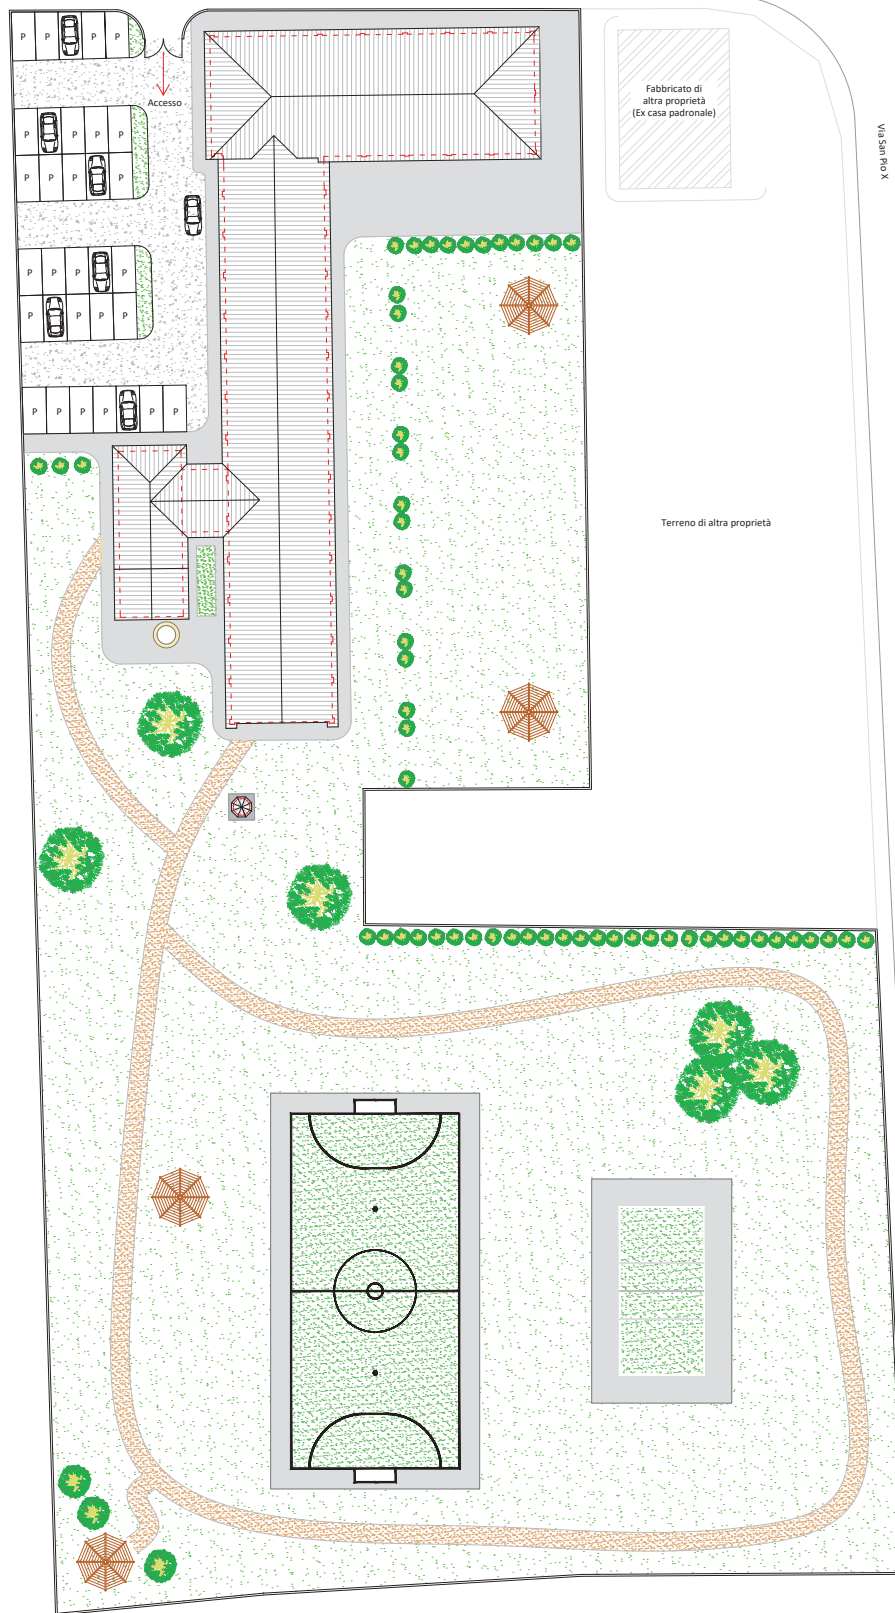 P P P P
Accesso
P P P P
P P P P
P P P P
P P P P
P P P P P P
Fabbricato di
altra proprietà
(Ex casa padronale)
Via San Pio X
Terreno di altra proprietà